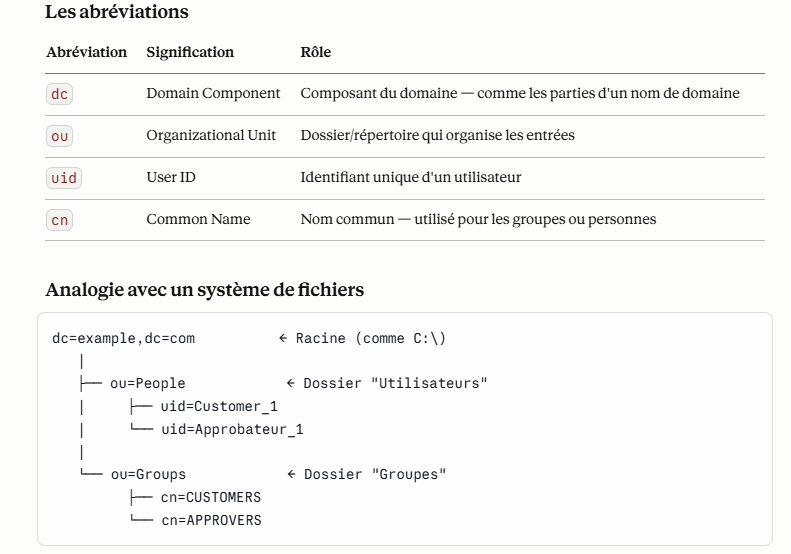 Les abréviations
Abréviation Signification Rôle
dc Domain Component Composant du domaine — comme les parties d'un nom de domaine
ou Organizational Unit Dossier/répertoire qui organise les entrées
uid User ID Identifiant unique d'un utilisateur
cn Common Name Nom commun — utilisé pour les groupes ou personnes
Analogie avec un système de fichiers
dc=example,dc=com ← Racine (comme C:\)
│
├── ou=People ← Dossier "Utilisateurs"
│ ├── uid=Customer_1
│ └── uid=Approbateur_1
│
└── ou=Groups ← Dossier "Groupes"
├── cn=CUSTOMERS
└── cn=APPROVERS